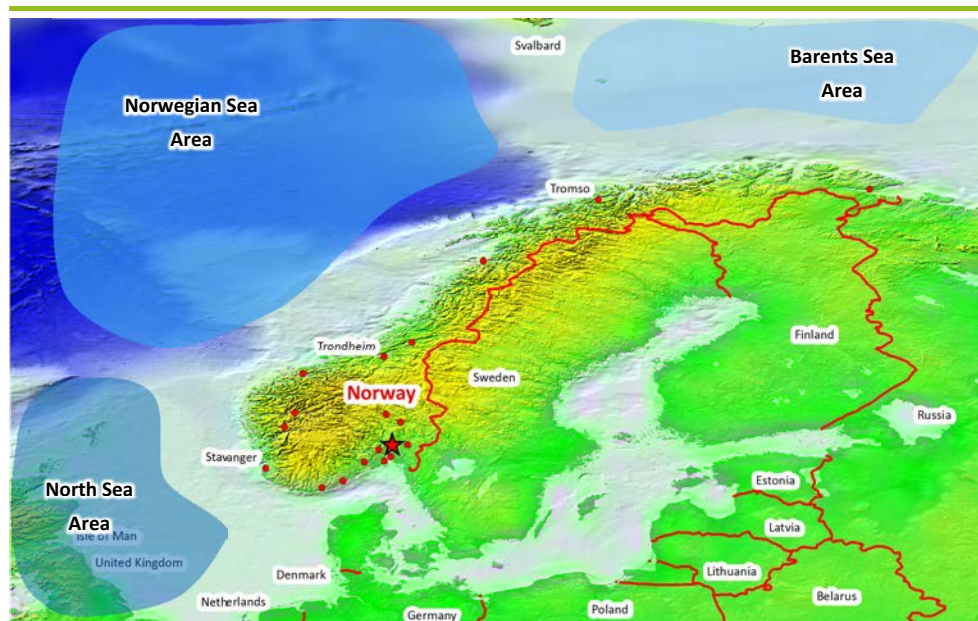 Svalbard
Barents Sea
Area
Norwegian Sea
Area
Tromso
Finland
Trondheim
Sweden
Norway
Russia
Stavanger
Estonia
North Sea
Area
Isle of Man
Latvia
United Kingdom
Denmark
Lithuania
Netherlands
Germany
Poland
Belarus